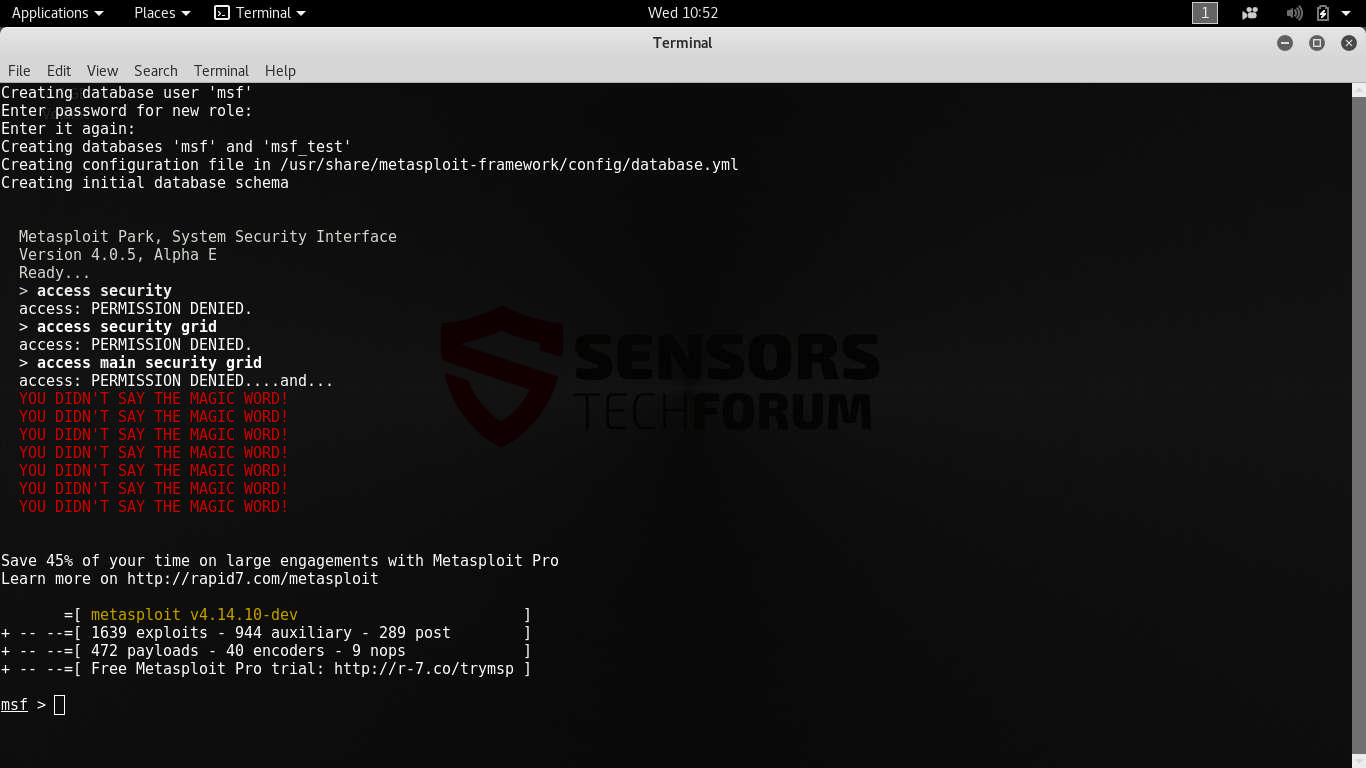 Applications Places Terminal Wed 10:52 1
Terminal
File Edit View Search Terminal Help
Creating database user 'msf'
Enter password for new role:
Enter it again:
Creating databases 'msf' and 'msf_test'
Creating configuration file in /usr/share/metasploit-framework/config/database.yml
Creating initial database schema
Metasploit Park, System Security Interface
Version 4.0.5, Alpha E
Ready...
> access security
access: PERMISSION DENIED.
> access security grid
access: PERMISSION DENIED.
> access main security grid
access: PERMISSION DENIED....and...
YOU DIDN'T SAY THE MAGIC WORD!
YOU DIDN'T SAY THE MAGIC WORD!
YOU DIDN'T SAY THE MAGIC WORD!
YOU DIDN'T SAY THE MAGIC WORD!
YOU DIDN'T SAY THE MAGIC WORD!
YOU DIDN'T SAY THE MAGIC WORD!
YOU DIDN'T SAY THE MAGIC WORD!
SENSORS
TECHFORUM
Save 45% of your time on large engagements with Metasploit Pro
Learn more on http://rapid7.com/metasploit
=[ metasploit v4.14.10-dev ]
+ -- --=[ 1639 exploits - 944 auxiliary - 289 post ]
+ -- --=[ 472 payloads - 40 encoders - 9 nops ]
+ -- --=[ Free Metasploit Pro trial: http://r-7.co/trymsp ]
msf >